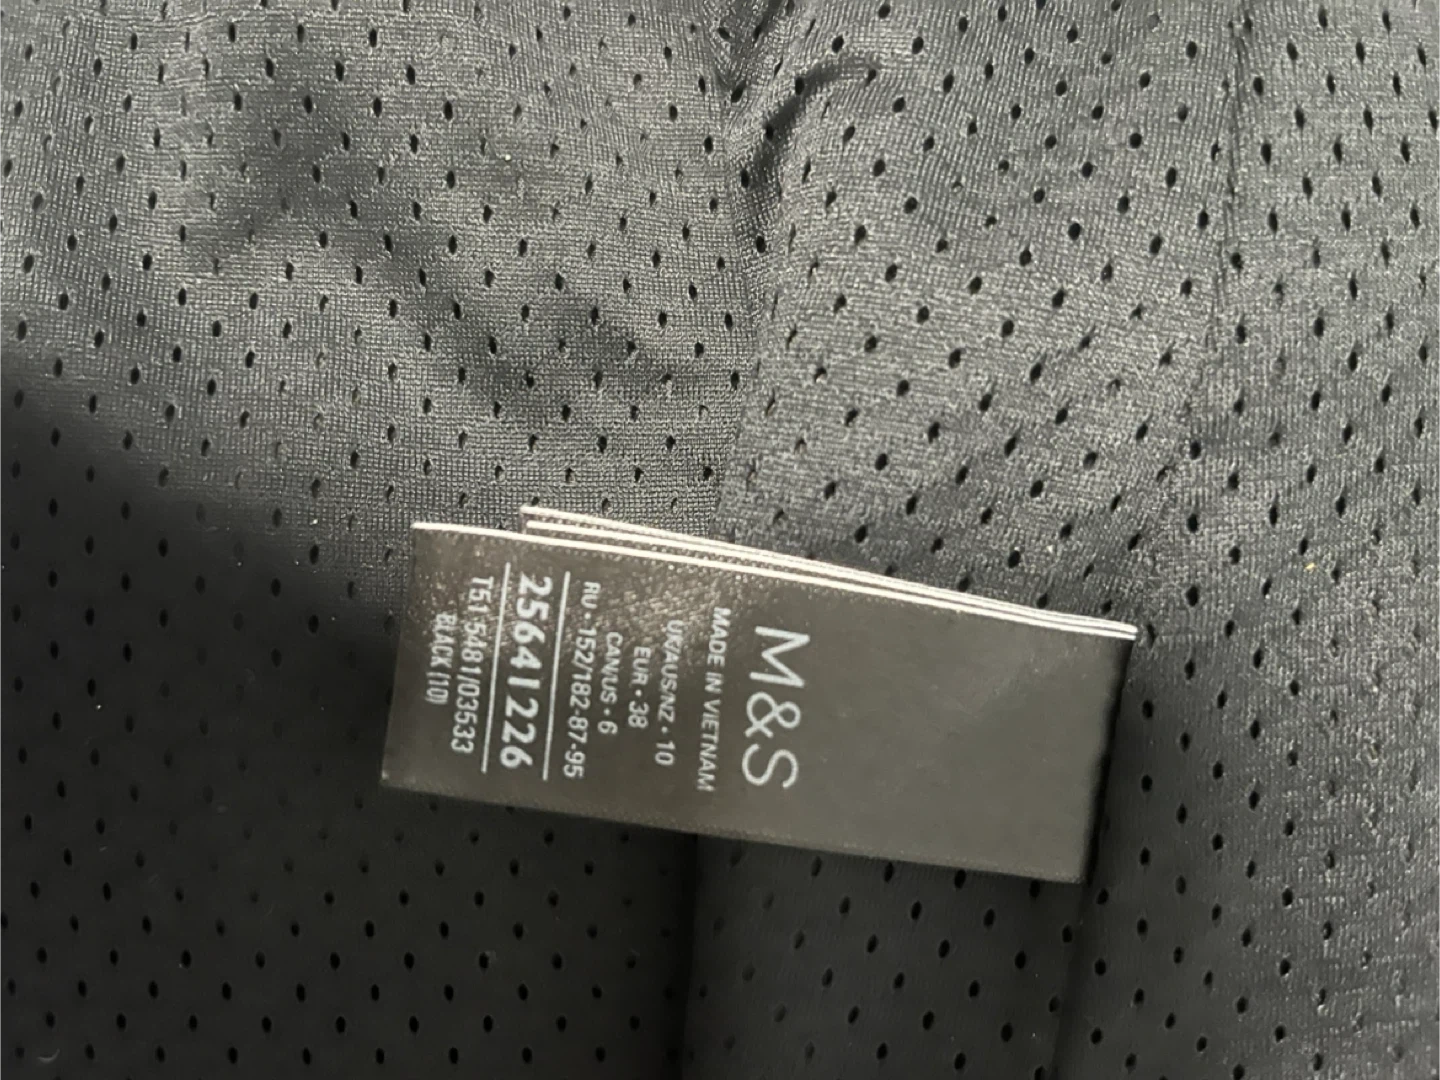 M&S
MADE IN VIETNAM
UK/AUS/NZ • 10
EUR • 38
CAN/US • 6
RU • 152/182-87-95
25641226
T51 5481/03533
BLACK (10)